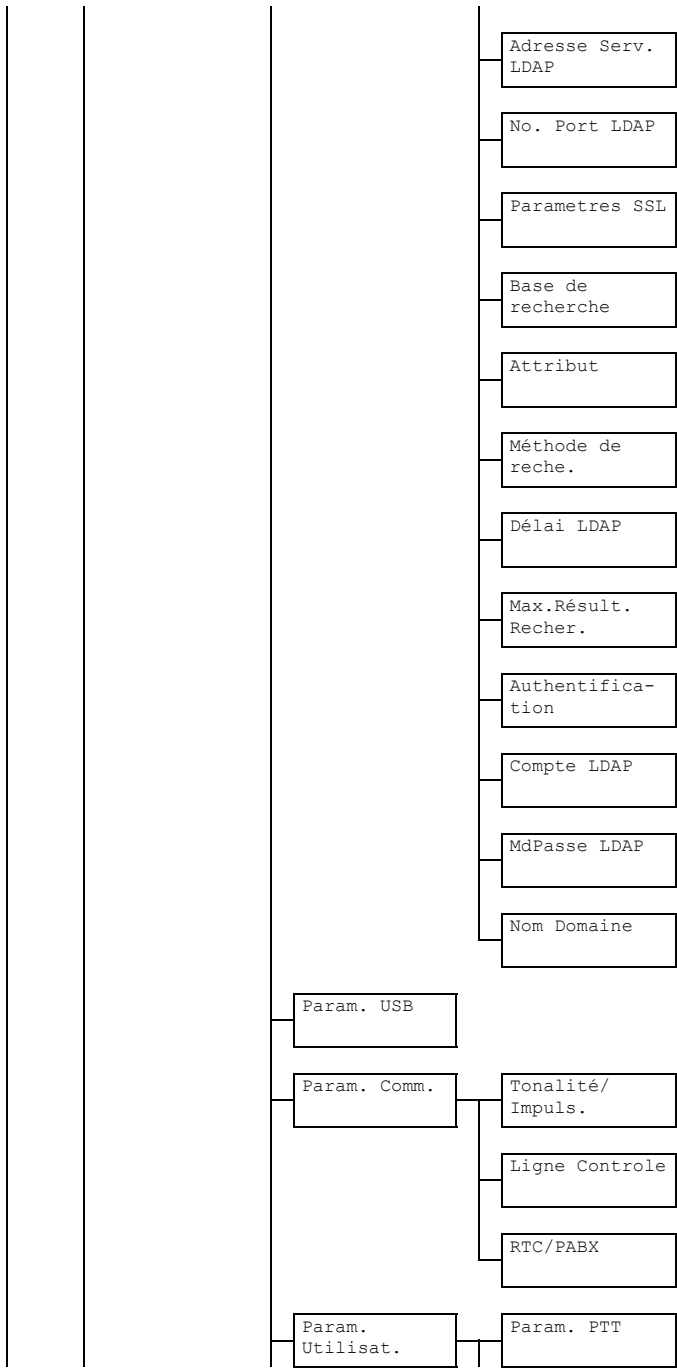 Adresse Serv.
LDAP
No. Port LDAP
Parametres SSL
Base de
recherche
Attribut
Méthode de
reche.
Délai LDAP
Max.Résult.
Recher.
Authentifica-
tion
Compte LDAP
MdPasse LDAP
Nom Domaine
Param. USB
Param. Comm.
Tonalité/
Impuls.
Ligne Controle
RTC/PABX
Param.
Utilisat.
Param. PTT